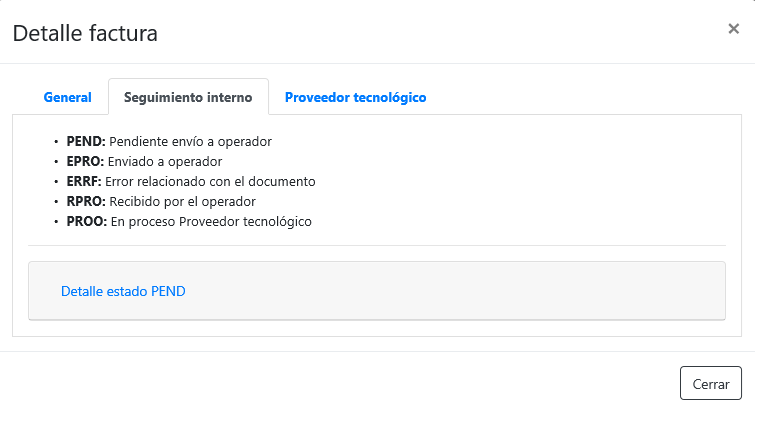 Detalle factura
×
General Seguimiento interno Proveedor tecnológico
• PEND: Pendiente envío a operador
• EPRO: Enviado a operador
• ERRF: Error relacionado con el documento
• RPRO: Recibido por el operador
• PROO: En proceso Proveedor tecnológico
Detalle estado PEND
Cerrar